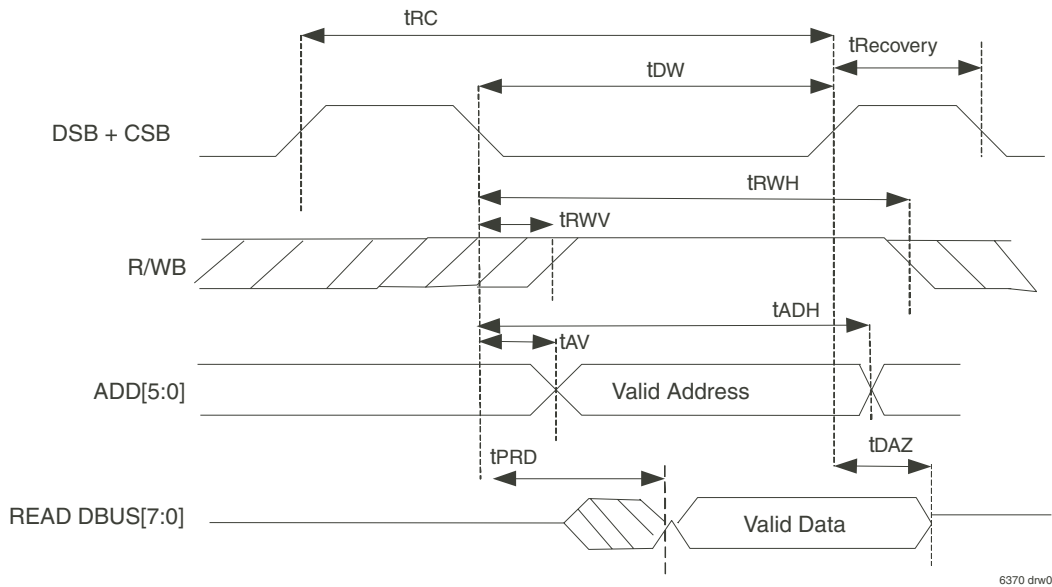 tRC
tRecovery
tDW
DSB + CSB
tRWH
tRWV
R/WB
tADH
tAV
ADD[5:0]
Valid Address
tPRD
tDAZ
READ DBUS[7:0]
Valid Data
6370 drw0